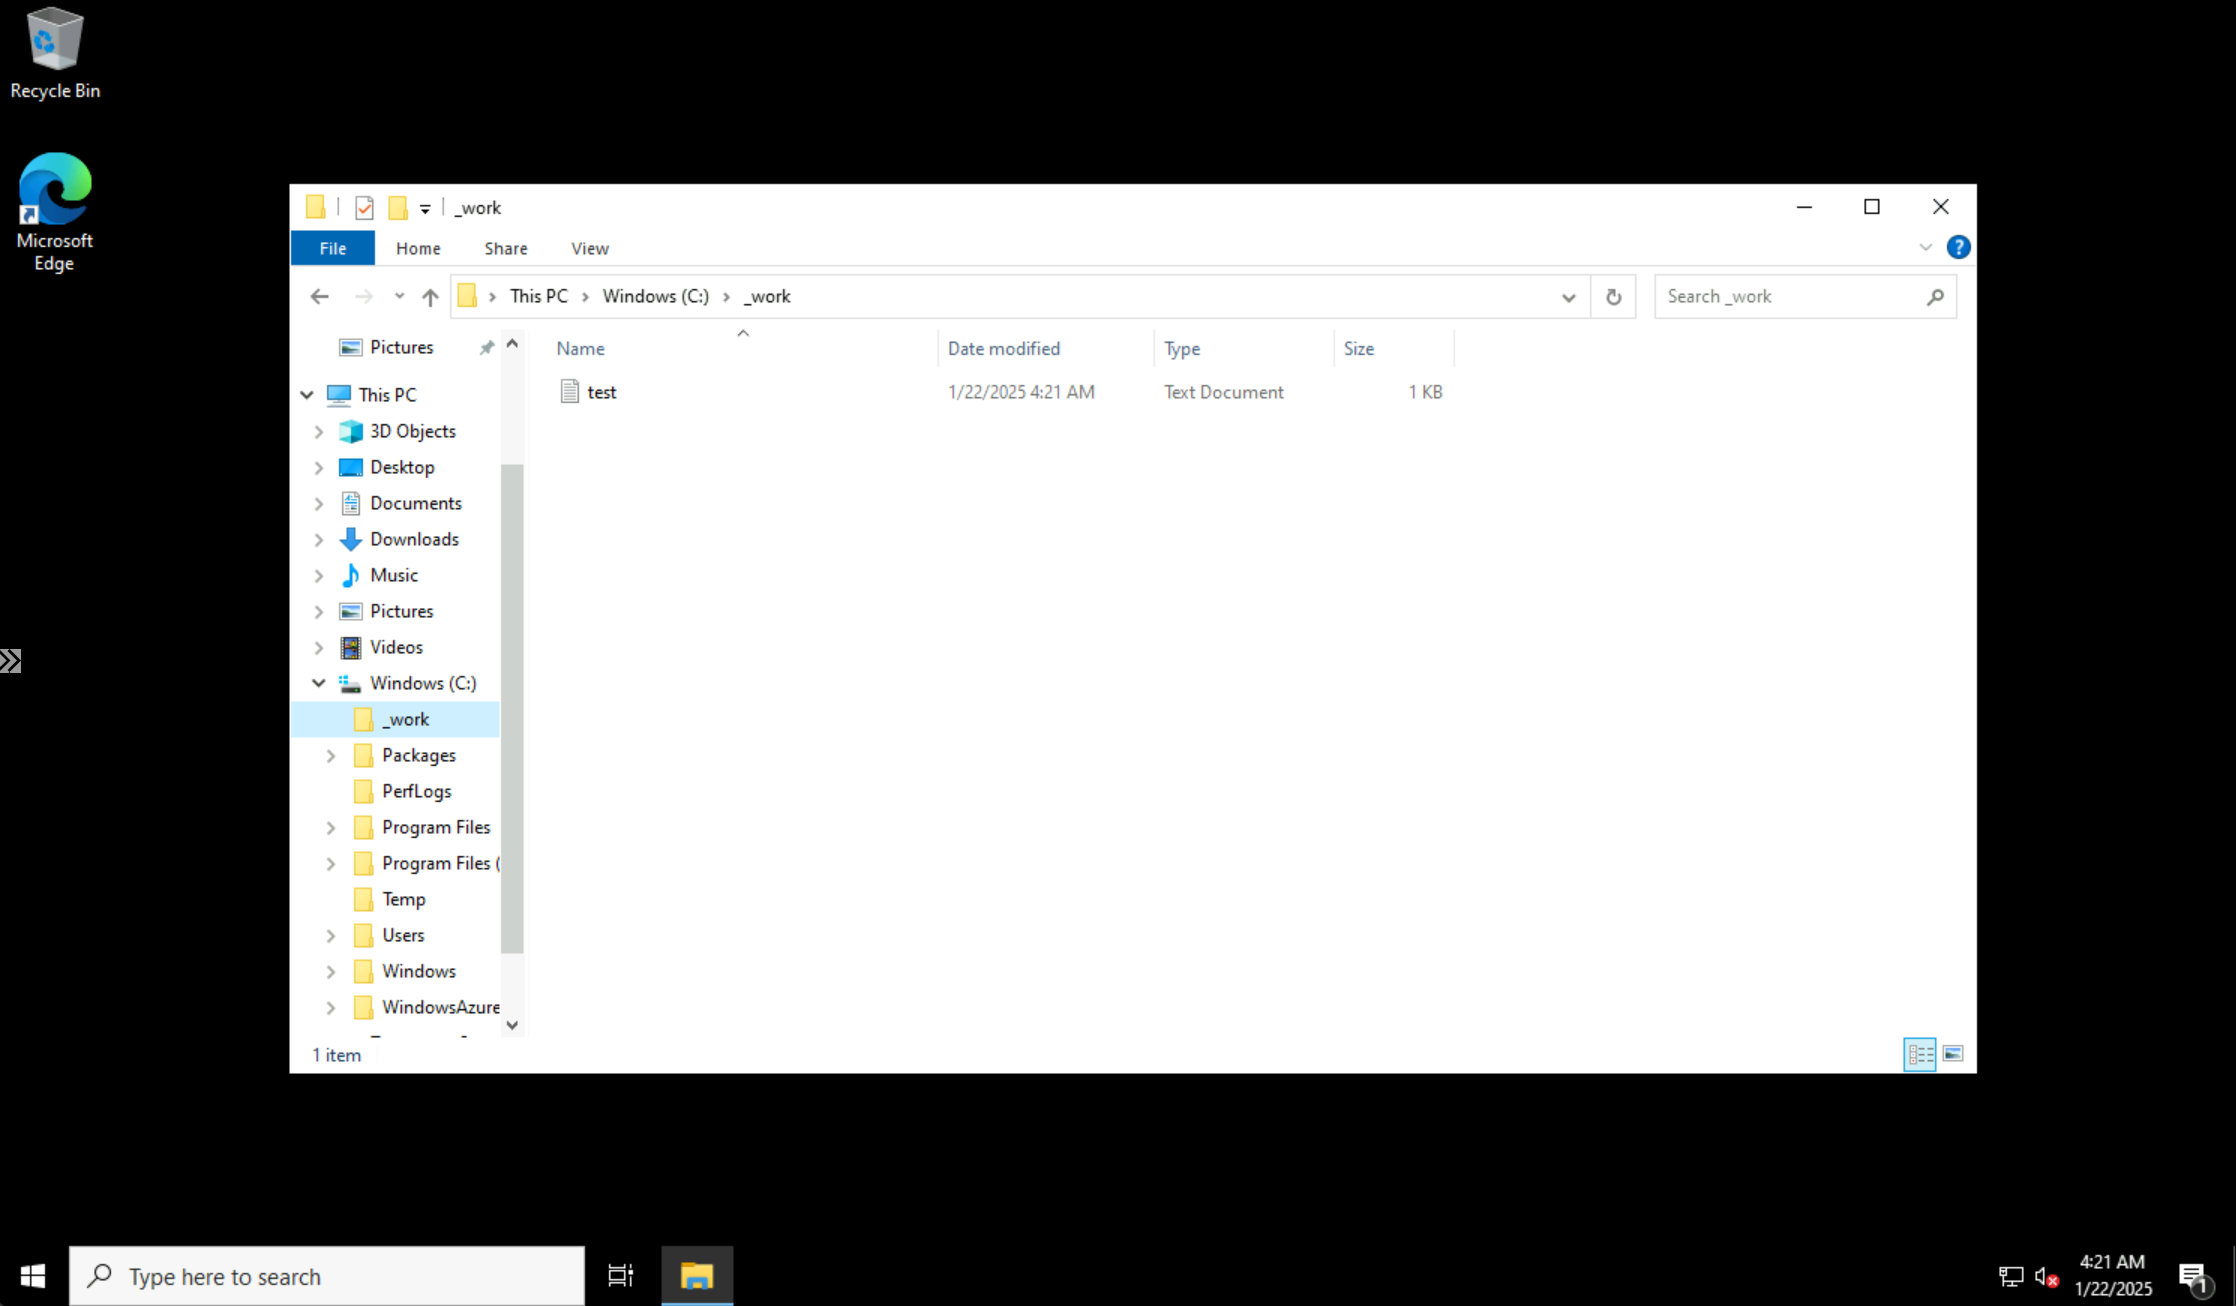 Recycle Bin
Microsoft
Edge
_work
File Home Share View
?
This PC Windows (C:) _work
Search _work
Pictures
This PC
3D Objects
Desktop
Documents
Downloads
Music
Pictures
Videos
Windows (C:)
_work
Packages
PerfLogs
Program Files
Program Files (
Temp
Users
Windows
WindowsAzure
Name Date modified Type Size
test 1/22/2025 4:21 AM Text Document 1 KB
1 item
Type here to search
4:21 AM
1/22/2025
1